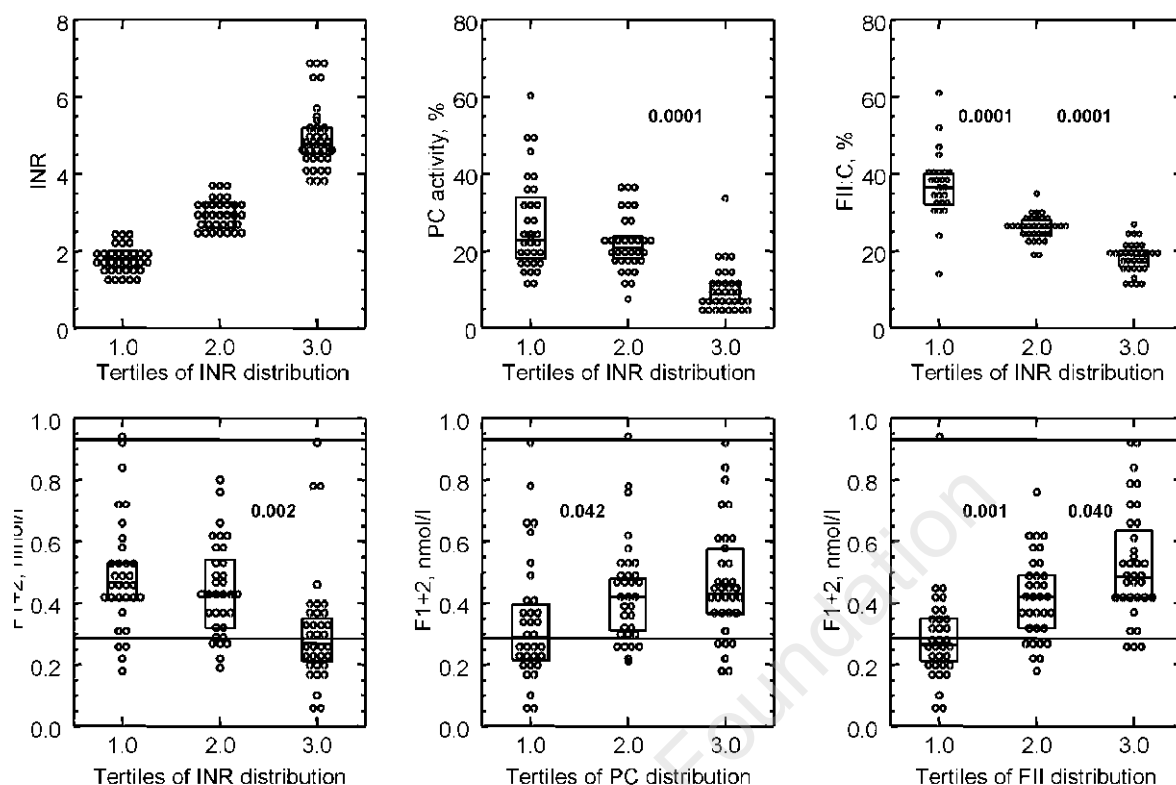 8
6
4
2
0
INR
1.0 2.0 3.0
Tertiles of INR distribution
80
60
40
20
0
PC activity, %
0.0001
1.0 2.0 3.0
Tertiles of INR distribution
80
60
40
20
0
FII:C, %
0.0001 0.0001
1.0 2.0 3.0
Tertiles of INR distribution
1.0
0.8
0.6
0.4
0.2
0.0
F1+2, nmol/l
0.002
1.0 2.0 3.0
Tertiles of INR distribution
1.0
0.8
0.6
0.4
0.2
0.0
F1+2, nmol/l
0.042
1.0 2.0 3.0
Tertiles of PC distribution
1.0
0.8
0.6
0.4
0.2
0.0
F1+2, nmol/l
0.001 0.040
1.0 2.0 3.0
Tertiles of FII distribution
Foundation